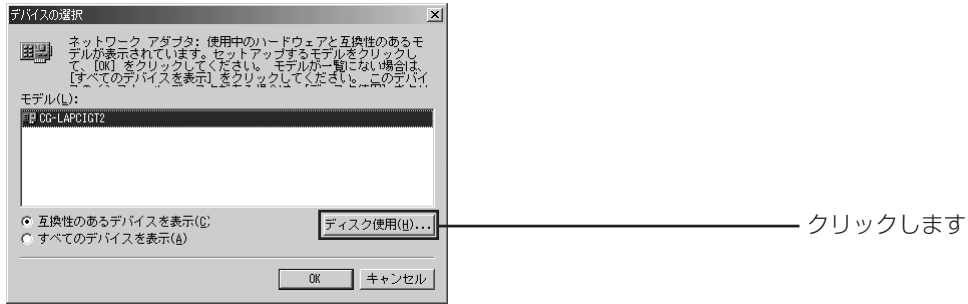 デバイスの選択
ネットワーク アダプタ: 使用中のハードウェアと互換性のあるモ
デルが表示されています。セットアップするモデルをクリックし
て、[OK] をクリックしてください。 モデルが一覧にない場合は、
[すべてのデバイスを表示] をクリックしてください。 このデバイ
モデル(L):
CG-LAPCIGT2
互換性のあるデバイスを表示(C)
ディスク使用(H)...
クリックします
すべてのデバイスを表示(A)
OK
キャンセル